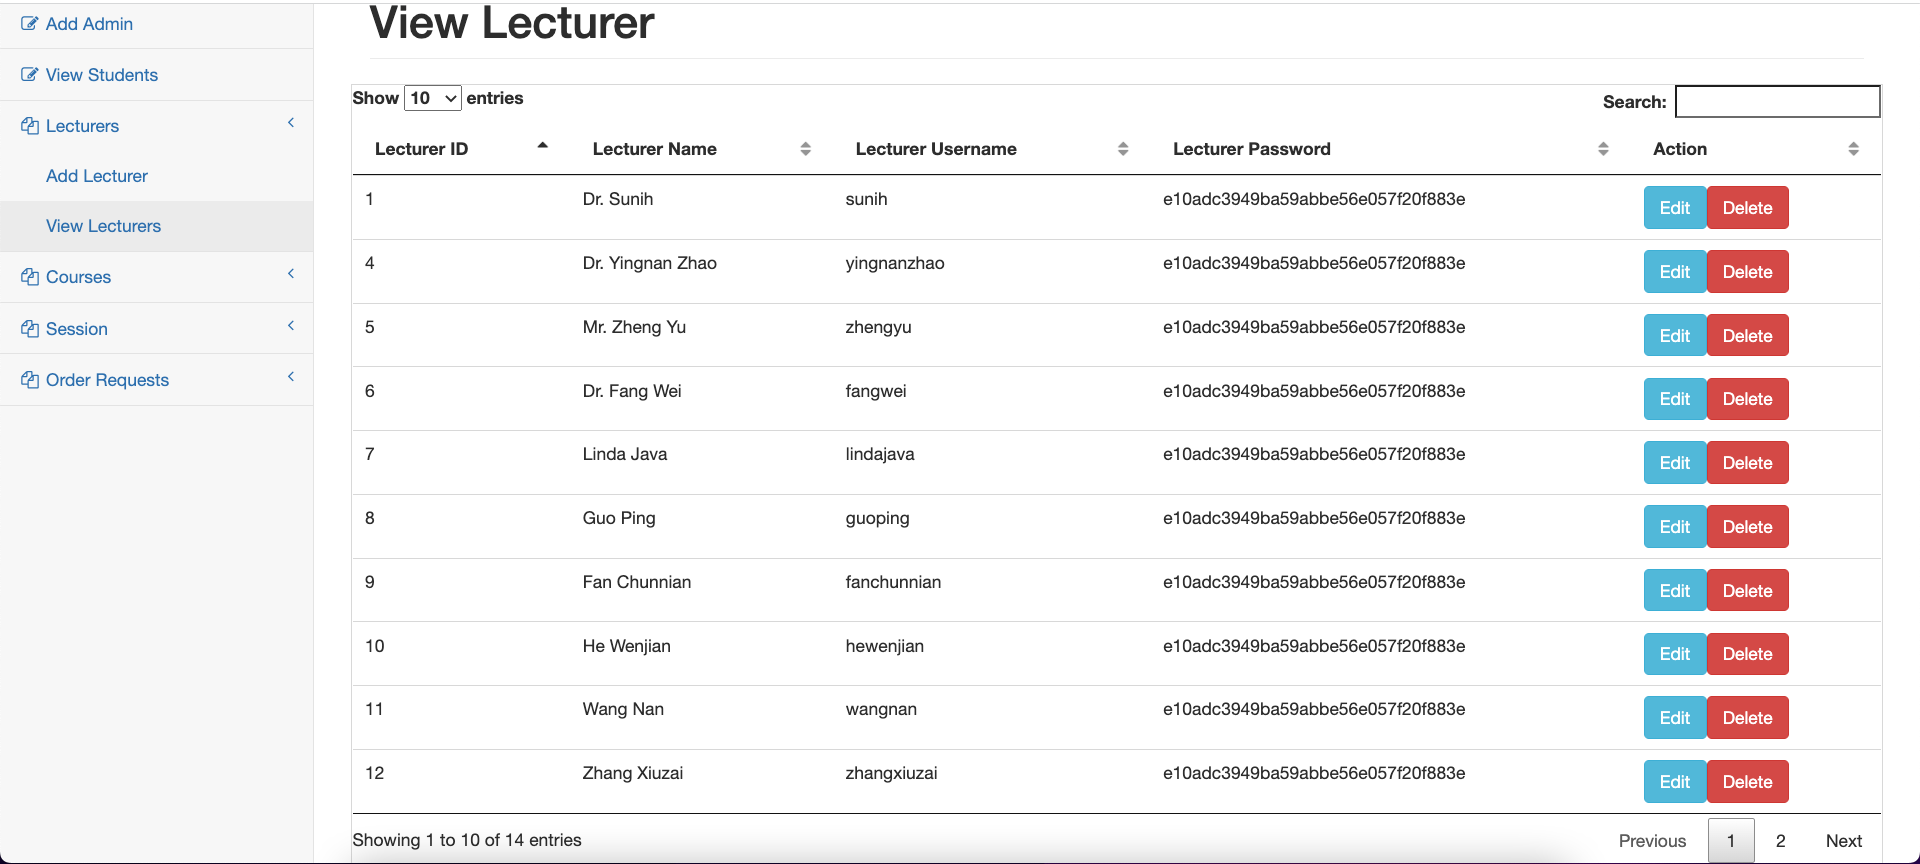 Add Admin
View Students
Lecturers
Add Lecturer
View Lecturers
Courses
Session
Order Requests
View Lecturer
Show 10 entries
Search:
Lecturer ID Lecturer Name Lecturer Username Lecturer Password Action
1 Dr. Sunih sunih e10adc3949ba59abbe56e057f20f883e Edit Delete
4 Dr. Yingnan Zhao yingnanzhao e10adc3949ba59abbe56e057f20f883e Edit Delete
5 Mr. Zheng Yu zhengyu e10adc3949ba59abbe56e057f20f883e Edit Delete
6 Dr. Fang Wei fangwei e10adc3949ba59abbe56e057f20f883e Edit Delete
7 Linda Java lindajava e10adc3949ba59abbe56e057f20f883e Edit Delete
8 Guo Ping guoping e10adc3949ba59abbe56e057f20f883e Edit Delete
9 Fan Chunnian fanchunnian e10adc3949ba59abbe56e057f20f883e Edit Delete
10 He Wenjian hewenjian e10adc3949ba59abbe56e057f20f883e Edit Delete
11 Wang Nan wangnan e10adc3949ba59abbe56e057f20f883e Edit Delete
12 Zhang Xiuzai zhangxiuzai e10adc3949ba59abbe56e057f20f883e Edit Delete
Showing 1 to 10 of 14 entries
Previous 1 2 Next